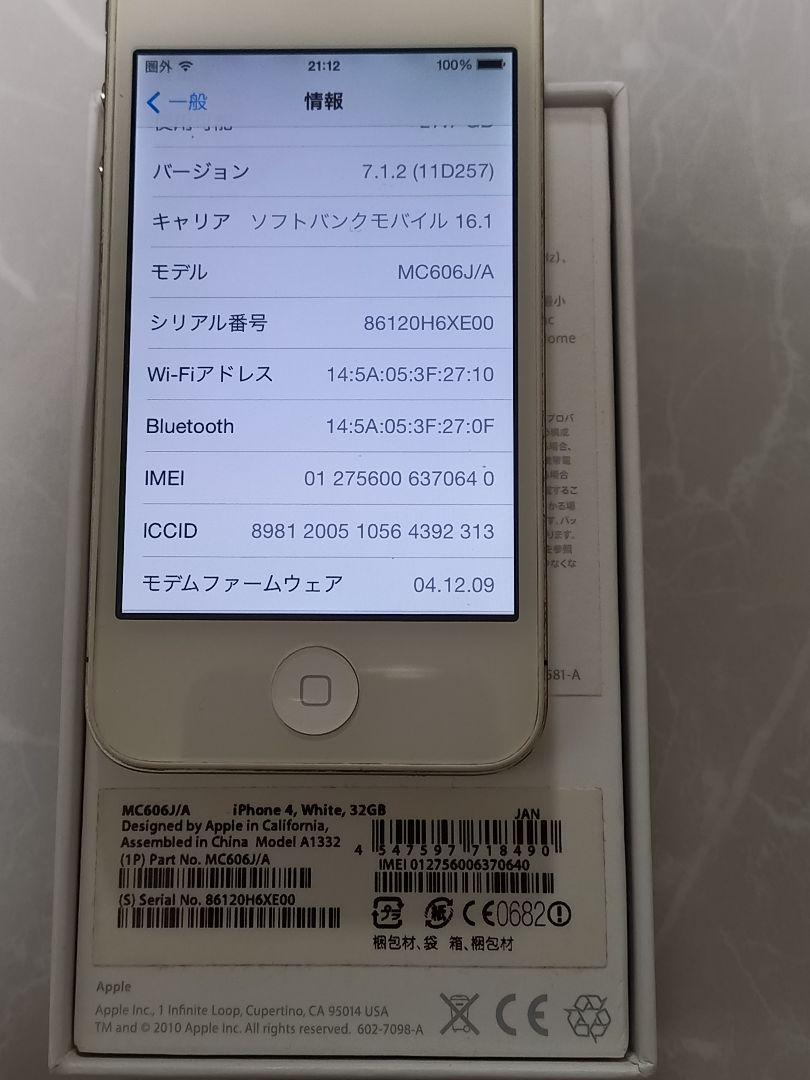 圏外 21:12 100%
一般 情報
バージョン 7.1.2 (11D257)
キャリア ソフトバンクモバイル 16.1
モデル MC606J/A
シリアル番号 86120H6XE00
Wi-Fiアドレス 14:5A:05:3F:27:10
Bluetooth 14:5A:05:3F:27:0F
IMEI 01 275600 637064 0
ICCID 8981 2005 1056 4392 313
モデムファームウェア 04.12.09
581-A
MC606J/A iPhone 4, White, 32GB
Designed by Apple in California,
Assembled in China Model A1332
(1P) Part No. MC606J/A
(S) Serial No. 86120H6XE00
JAN
4 547597 718490
IMEI 012756006370640
プラ 紙 CE0682
梱包材、袋 箱、梱包材
Apple
Apple Inc., 1 Infinite Loop, Cupertino, CA 95014 USA
TM and © 2010 Apple Inc. All rights reserved. 602-7098-A
CE